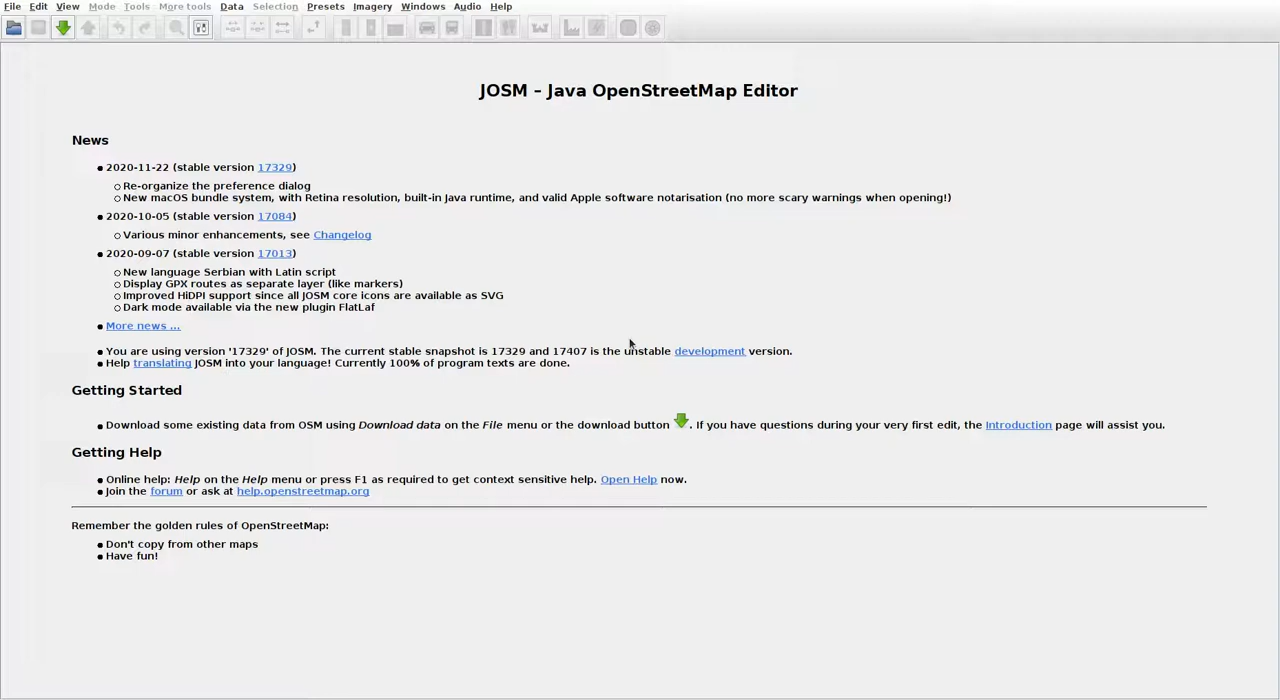 File Edit View Mode Tools More tools Data Selection Presets Imagery Windows Audio Help
JOSM – Java OpenStreetMap Editor
News
2020-11-22 (stable version 17329)
Re-organize the preference dialog
New macOS bundle system, with Retina resolution, built-in Java runtime, and valid Apple software notarisation (no more scary warnings when opening!)
2020-10-05 (stable version 17084)
Various minor enhancements, see Changelog
2020-09-07 (stable version 17013)
New language Serbian with Latin script
Display GPX routes as separate layer (like markers)
Improved HiDPI support since all JOSM core icons are available as SVG
Dark mode available via the new plugin FlatLaf
More news ...
You are using version '17329' of JOSM. The current stable snapshot is 17329 and 17407 is the unstable development version.
Help translating JOSM into your language! Currently 100% of program texts are done.
Getting Started
Download some existing data from OSM using Download data on the File menu or the download button . If you have questions during your very first edit, the Introduction page will assist you.
Getting Help
Online help: Help on the Help menu or press F1 as required to get context sensitive help. Open Help now.
Join the forum or ask at help.openstreetmap.org
Remember the golden rules of OpenStreetMap:
Don't copy from other maps
Have fun!